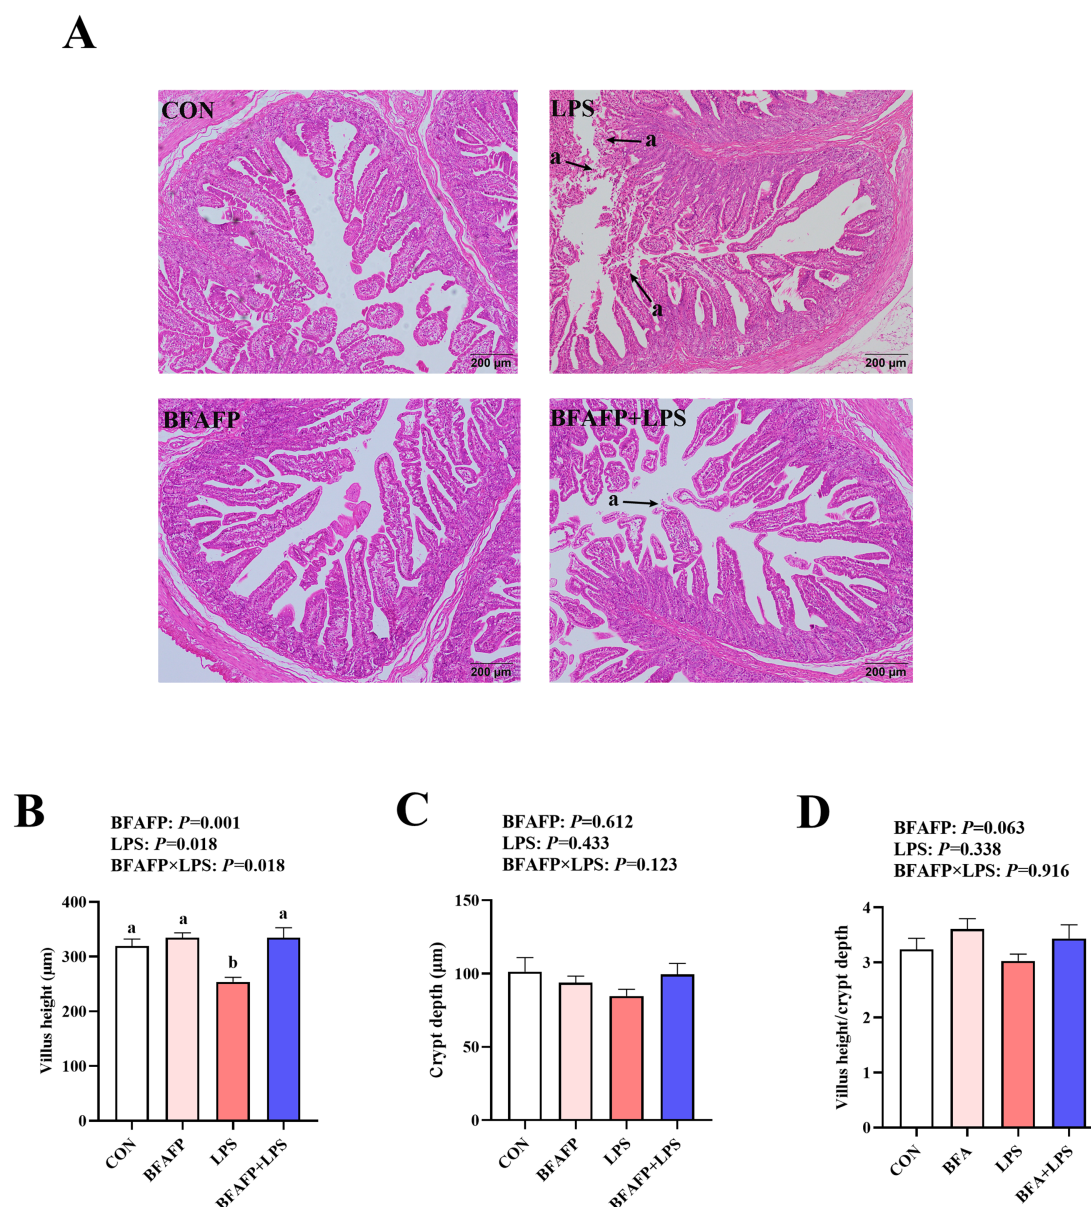 A
CON
LPS
a
a
a
200 μm
200 μm
BFAFP
BFAFP+LPS
a
200 μm
200 μm
B
BFAFP: P=0.001
LPS: P=0.018
BFAFP×LPS: P=0.018
Villus height (μm)
400
300
200
100
0
a
a
b
a
CON
BFAFP
LPS
BFAFP+LPS
C
BFAFP: P=0.612
LPS: P=0.433
BFAFP×LPS: P=0.123
Crypt depth (μm)
150
100
50
0
CON
BFAFP
LPS
BFAFP+LPS
D
BFAFP: P=0.063
LPS: P=0.338
BFAFP×LPS: P=0.916
Villus height/crypt depth
4
3
2
1
0
CON
BFA
LPS
BFA+LPS